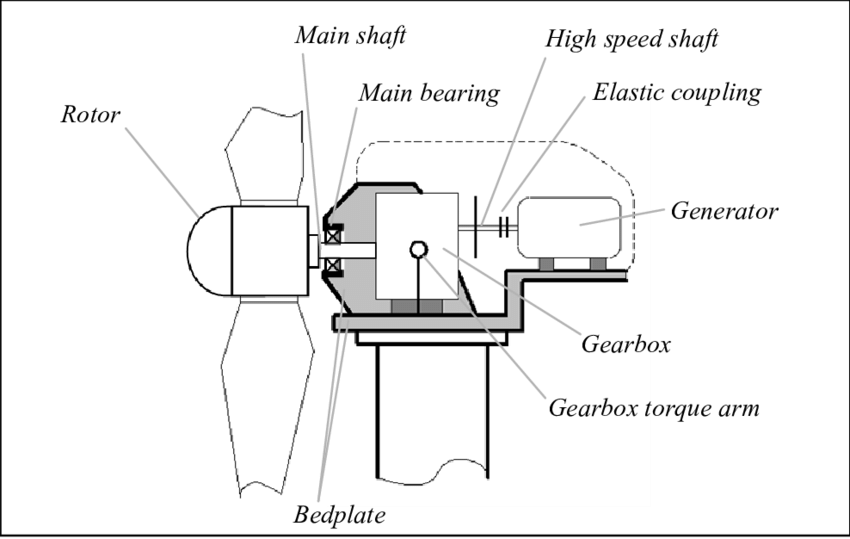 Main shaft
High speed shaft
Main bearing
Elastic coupling
Rotor
Generator
Gearbox
Gearbox torque arm
Bedplate